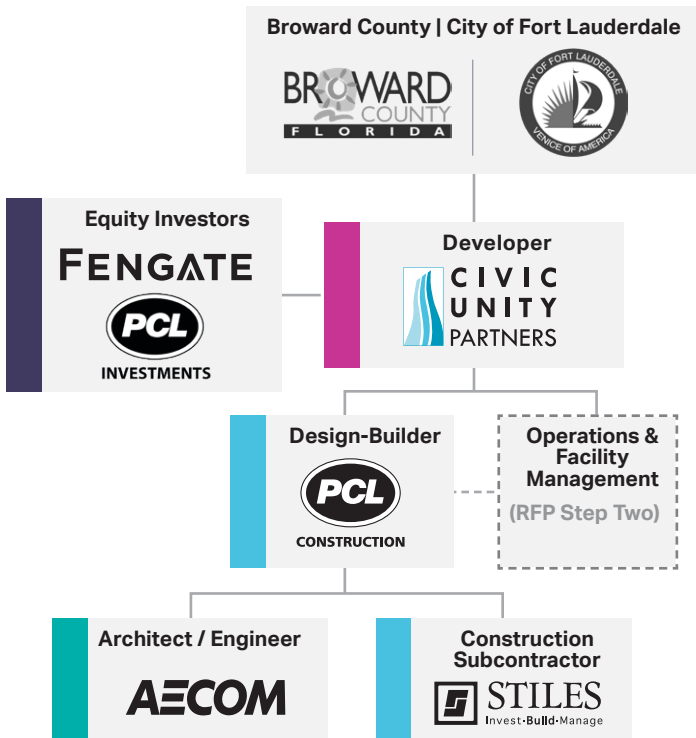 Broward County | City of Fort Lauderdale
BROWARD
COUNTY
FLORIDA
CITY OF FORT LAUDERDALE
VENICE OF AMERICA
Equity Investors
FENGATE
PCL
INVESTMENTS
Developer
CIVIC
UNITY
PARTNERS
Design-Builder
PCL
CONSTRUCTION
Operations &
Facility
Management
(RFP Step Two)
Architect / Engineer
AECOM
Construction
Subcontractor
STILES
Invest·Build·Manage